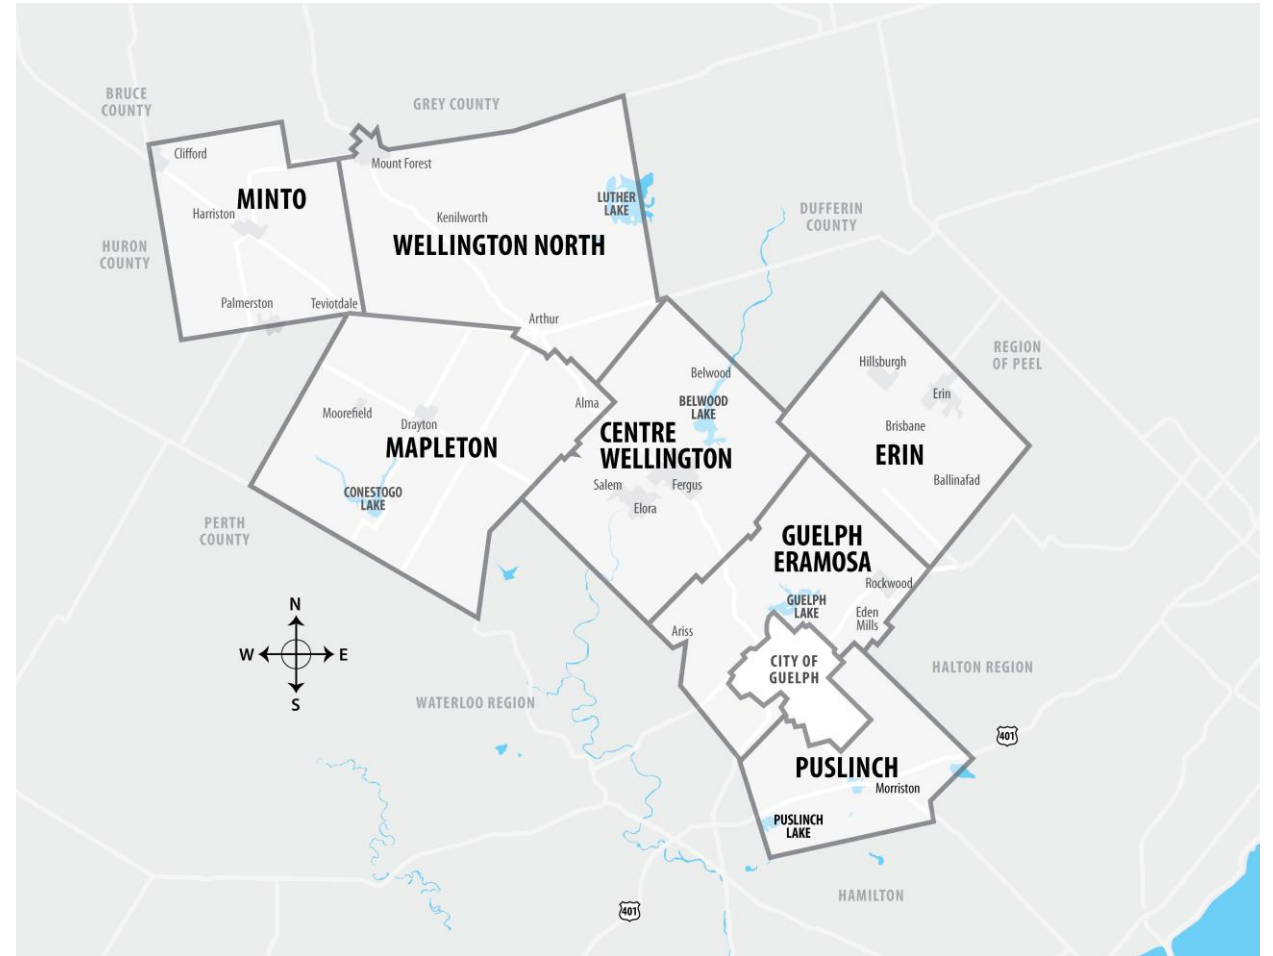 BRUCE
COUNTY
GREY COUNTY
Clifford
Mount Forest
MINTO
LUTHER
LAKE
Harriston
Kenilworth
DUFFERIN
COUNTY
HURON
COUNTY
WELLINGTON NORTH
Palmerston
Teviotdale
Arthur
REGION
OF PEEL
Hillsburgh
Belwood
Erin
BELWOOD
LAKE
Alma
Moorefield
Drayton
Brisbane
MAPLETON
CENTRE
WELLINGTON
ERIN
Ballinafad
Salem
Fergus
Elora
CONESTOGO
LAKE
PERTH
COUNTY
GUELPH
ERAMOSA
Rockwood
GUELPH
LAKE
Eden
Mills
Ariss
N
W
E
S
CITY OF
GUELPH
HALTON REGION
WATERLOO REGION
401
PUSLINCH
Morriston
PUSLINCH
LAKE
HAMILTON
401